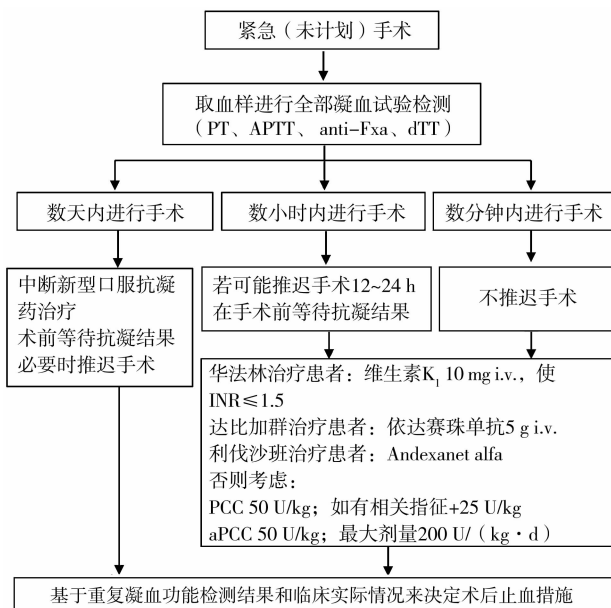 紧急（未计划）手术
取血样进行全部凝血试验检测
（PT、APTT、anti-Fxa、dTT）
数天内进行手术
数小时内进行手术
数分钟内进行手术
中断新型口服抗凝
药治疗
术前等待抗凝结果
必要时推迟手术
若可能推迟手术12~24 h
在手术前等待抗凝结果
不推迟手术
华法林治疗患者：维生素K₁ 10 mg i.v.，使
INR≤1.5
达比加群治疗患者：依达赛珠单抗5 g i.v.
利伐沙班治疗患者：Andexanet alfa
否则考虑：
PCC 50 U/kg；如有相关指征+25 U/kg
aPCC 50 U/kg；最大剂量200 U/（kg·d）
基于重复凝血功能检测结果和临床实际情况来决定术后止血措施